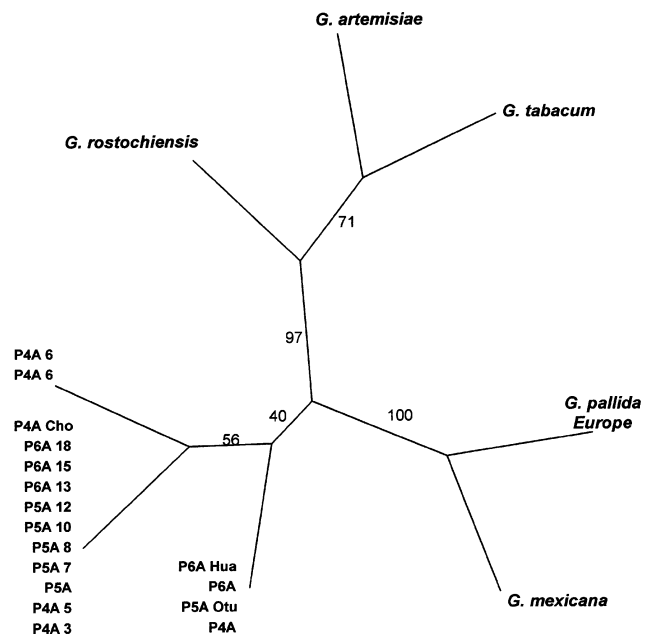 G. artemisiae
G. tabacum
G. rostochiensis
71
97
P4A 6
P4A 6
40
100
G. pallida
Europe
56
P4A Cho
P6A 18
P6A 15
P6A 13
P5A 12
P5A 10
P5A 8
P5A 7
P5A
P4A 5
P4A 3
P6A Hua
P6A
P5A Otu
P4A
G. mexicana